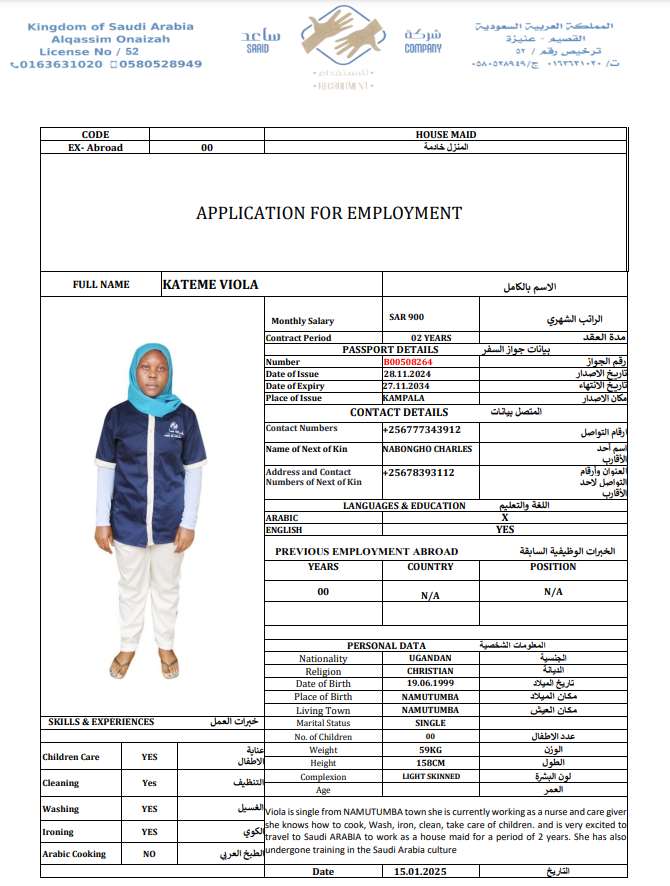 Kingdom of Saudi Arabia
Alqassim Onaizah
License No / 52
0163631020 0580528949
ساعد
SAAID
شركة
COMPANY
للاستقدام
RECRUITMENT
المملكة العربية السعودية
القصيم - عنيزة
ترخيص رقم / ٥٢
ت/ ٠١٦٣٦٣١٠٢٠ ج/ ٠٥٨٠٥٢٨٩٤٩
CODE HOUSE MAID
EX- Abroad 00 المنزل خادمة
APPLICATION FOR EMPLOYMENT
FULL NAME KATEME VIOLA الاسم بالكامل
Monthly Salary SAR 900 الراتب الشهري
Contract Period 02 YEARS مدة العقد
PASSPORT DETAILS بيانات جواز السفر
Number B00508264 رقم الجواز
Date of Issue 28.11.2024 تاريخ الاصدار
Date of Expiry 27.11.2034 تاريخ الانتهاء
Place of Issue KAMPALA مكان الاصدار
CONTACT DETAILS المتصل بيانات
Contact Numbers +256777343912 ارقام التواصل
Name of Next of Kin NABONGHO CHARLES اسم أحد
الأقارب
Address and Contact +25678393112 العنوان وأرقام
Numbers of Next of Kin التواصل لاحد
الأقارب
LANGUAGES & EDUCATION اللغة والتعليم
ARABIC X
ENGLISH YES
PREVIOUS EMPLOYMENT ABROAD الخبرات الوظيفية السابقة
YEARS COUNTRY POSITION
00 N/A N/A
PERSONAL DATA المعلومات الشخصية
Nationality UGANDAN الجنسية
Religion CHRISTIAN الديانة
Date of Birth 19.06.1999 تاريخ الميلاد
Place of Birth NAMUTUMBA مكان الميلاد
Living Town NAMUTUMBA مكان العيش
Marital Status SINGLE
No. of Children 00 عدد الاطفال
Weight 59KG الوزن
Height 158CM الطول
Complexion LIGHT SKINNED لون البشرة
Age العمر
SKILLS & EXPERIENCES خبرات العمل
Children Care YES عناية
الاطفال
Cleaning Yes التنظيف
Washing YES الغسيل
Ironing YES الكوي
Arabic Cooking NO الطبخ العربي
Viola is single from NAMUTUMBA town she is currently working as a nurse and care giver
she knows how to cook, Wash, iron, clean, take care of children. and is very excited to
travel to Saudi ARABIA to work as a house maid for a period of 2 years. She has also
undergone training in the Saudi Arabia culture
Date 15.01.2025 التاريخ